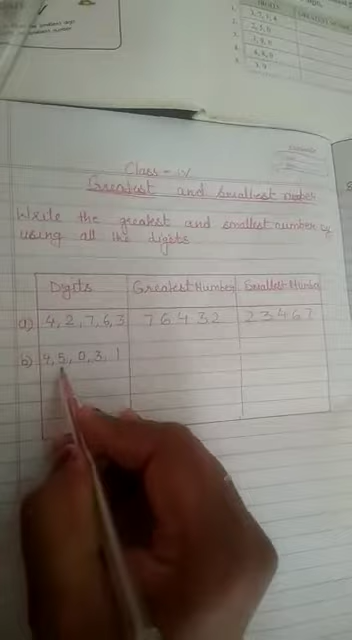 Class - IV
Greatest and Smallest number
Write the greatest and smallest number by
using all the digits
Digits Greatest Number Smallest Number
a) 4, 2, 7, 6, 3 7 6 4 3 2 2 3 4 6 7
b) 4, 5, 0, 3, 1